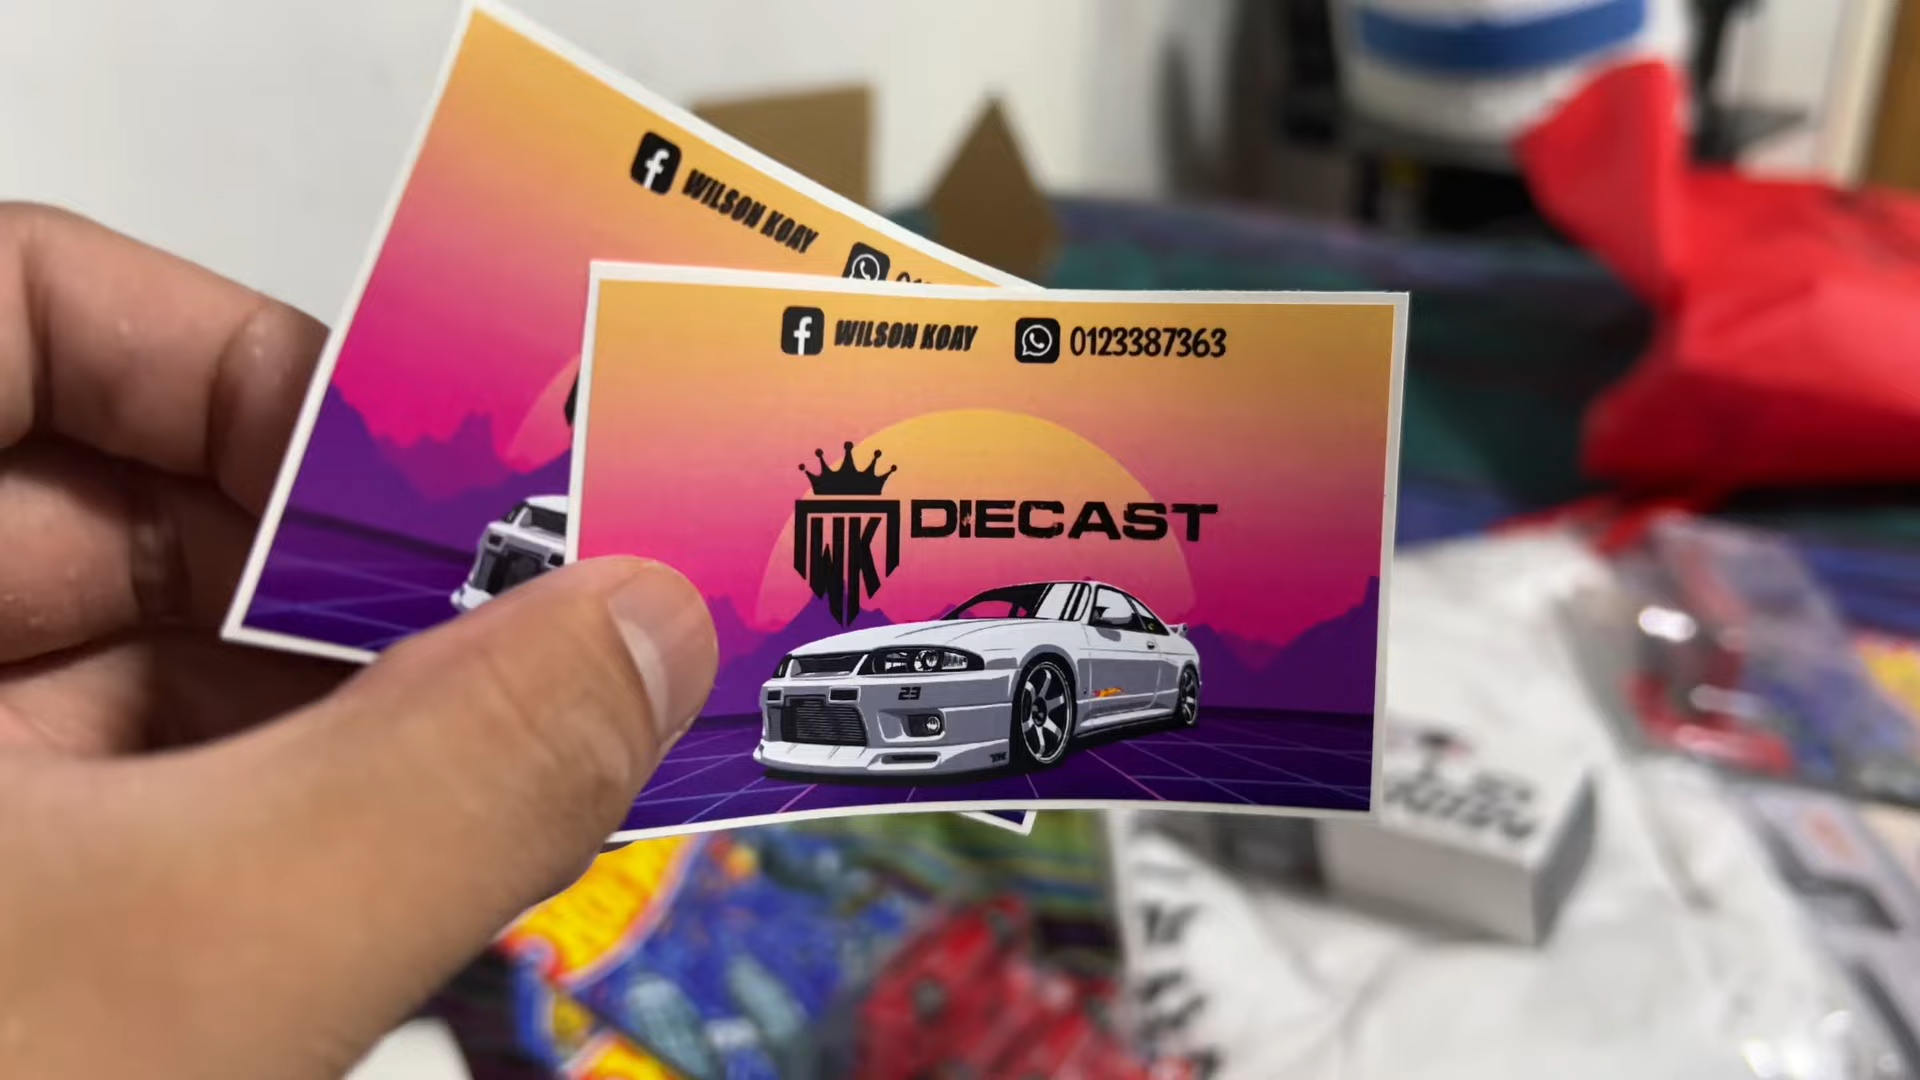 WILSON KOAY
WILSON KOAY 0123387363
WK DIECAST
23